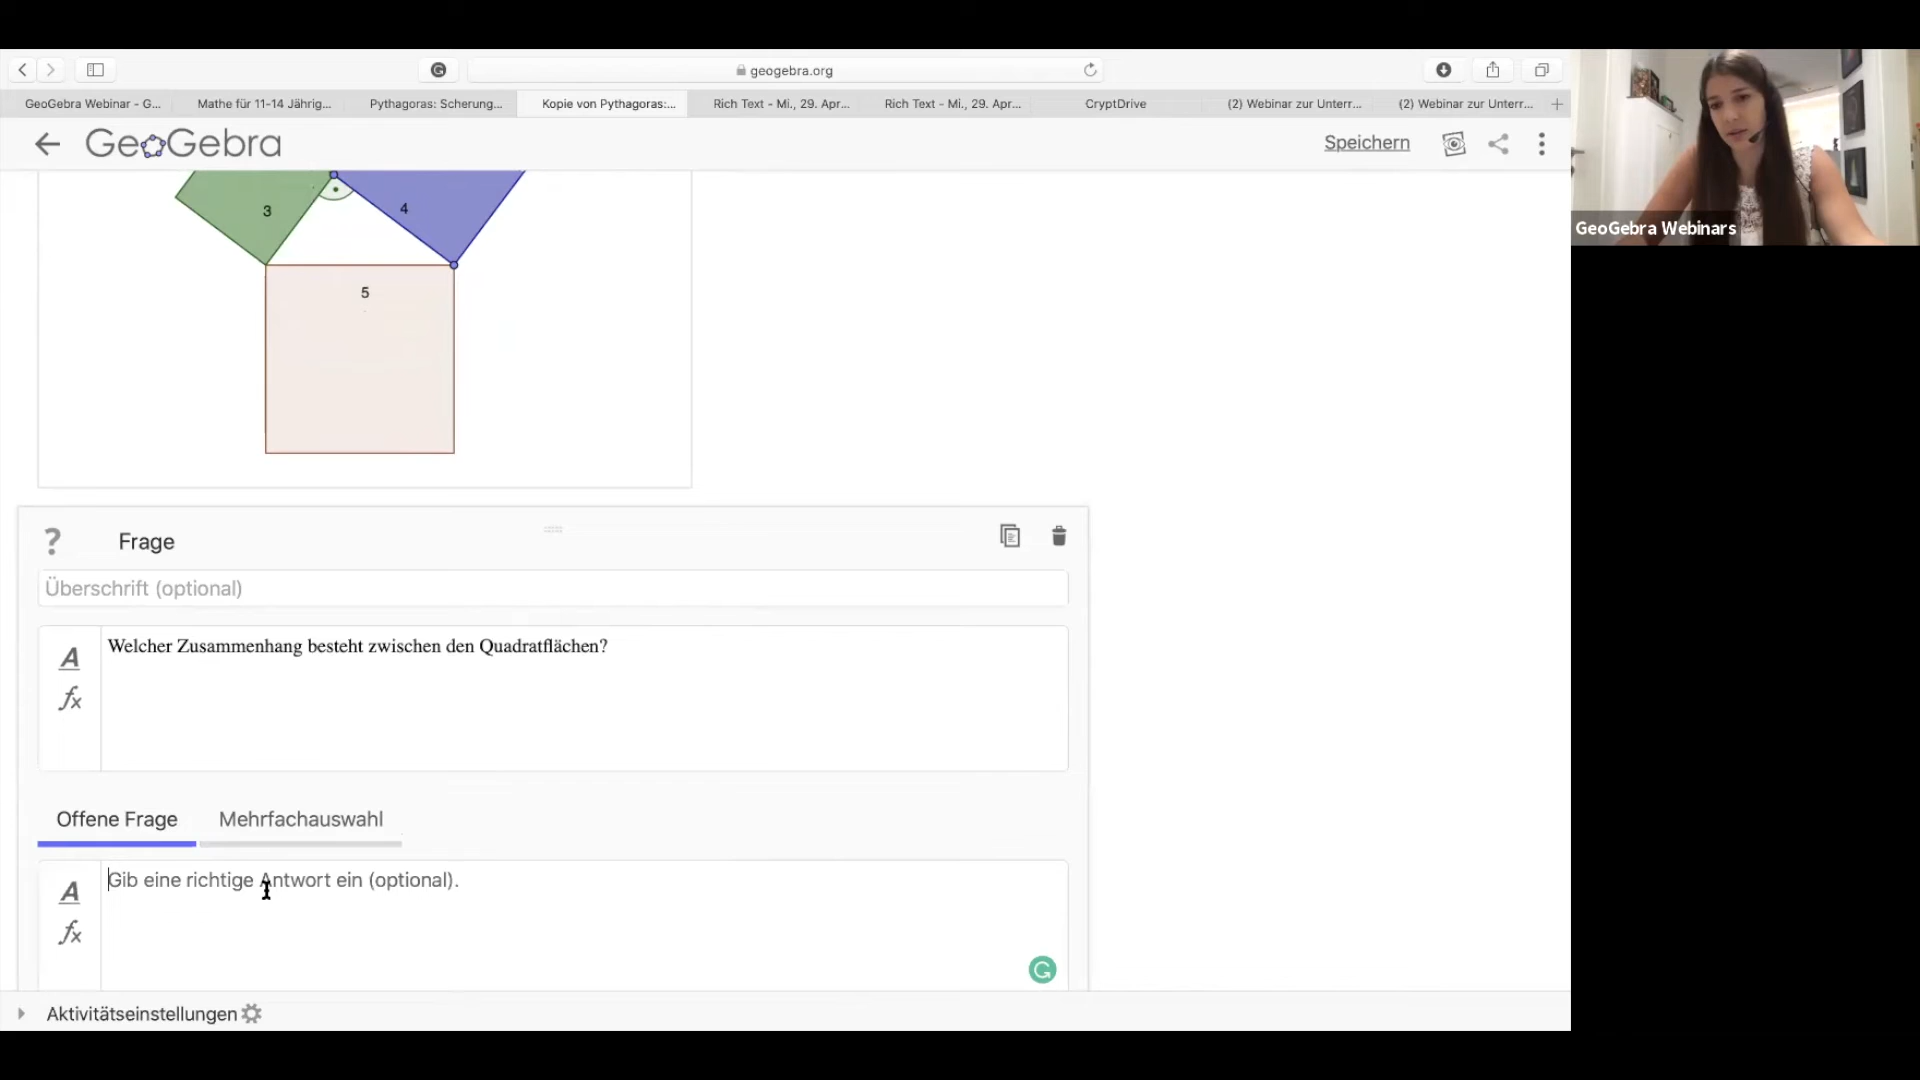 geogebra.org
GeoGebra Webinar - G...
Mathe für 11-14 Jährig...
Pythagoras: Scherung...
Kopie von Pythagoras:...
Rich Text - Mi., 29. Apr...
Rich Text - Mi., 29. Apr...
CryptDrive
(2) Webinar zur Unterr...
(2) Webinar zur Unterr...
GeoGebra
Speichern
GeoGebra Webinars
3
4
5
? Frage
Überschrift (optional)
A
fx
Welcher Zusammenhang besteht zwischen den Quadratflächen?
Offene Frage
Mehrfachauswahl
A
fx
Gib eine richtige Antwort ein (optional).
Aktivitätseinstellungen